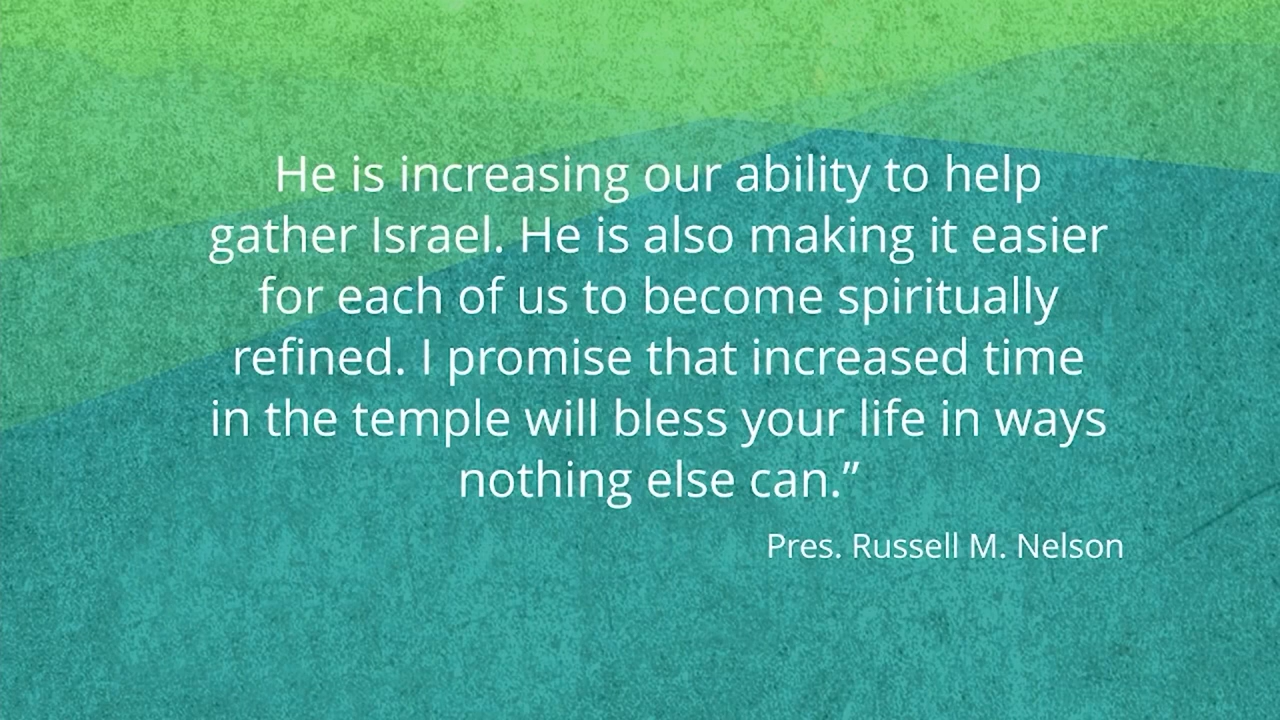 He is increasing our ability to help
gather Israel. He is also making it easier
for each of us to become spiritually
refined. I promise that increased time
in the temple will bless your life in ways
nothing else can.”
Pres. Russell M. Nelson